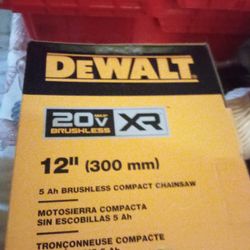 DEWALT
20V MAX*
BRUSHLESS XR
12" (300 mm)
5 Ah BRUSHLESS COMPACT CHAINSAW
MOTOSIERRA COMPACTA
SIN ESCOBILLAS 5 Ah
TRONÇONNEUSE COMPACTE